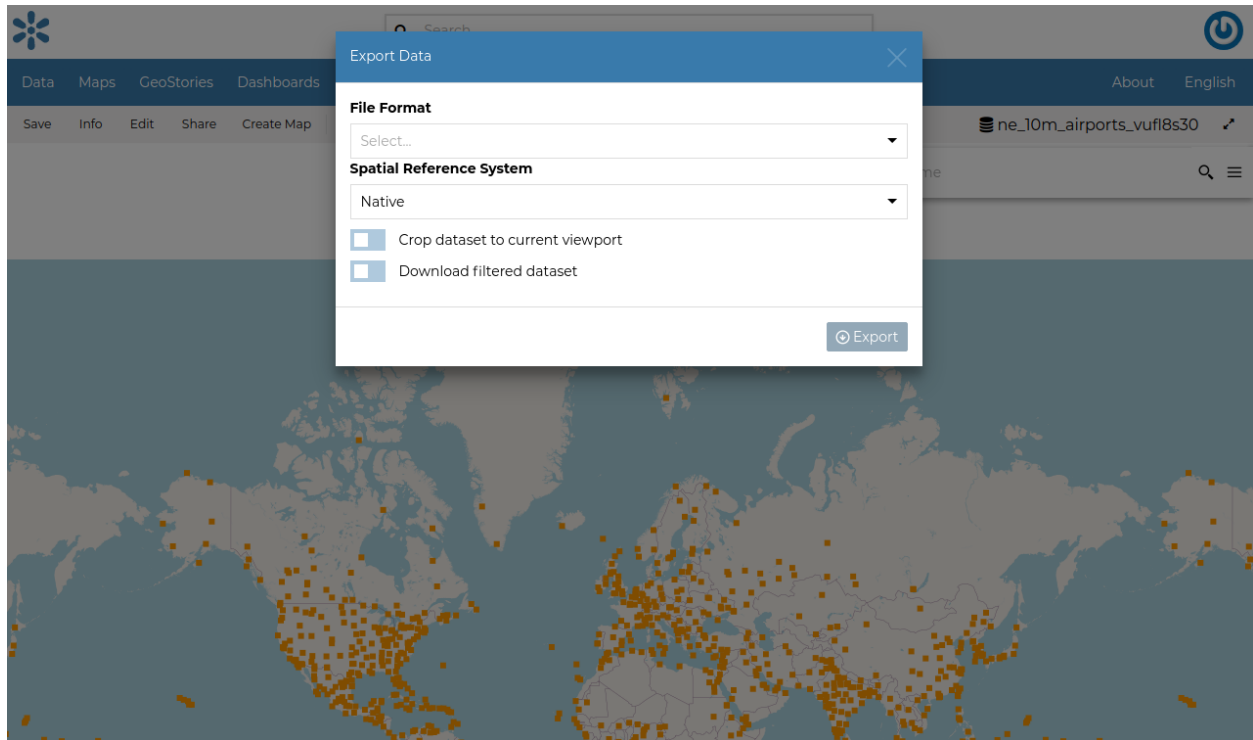 Search
Export Data
Data Maps GeoStories Dashboards About English
File Format
Save Info Edit Share Create Map ne_10m_airports_vufl8s30
Select...
Spatial Reference System
Native
Crop dataset to current viewport
Download filtered dataset
Export